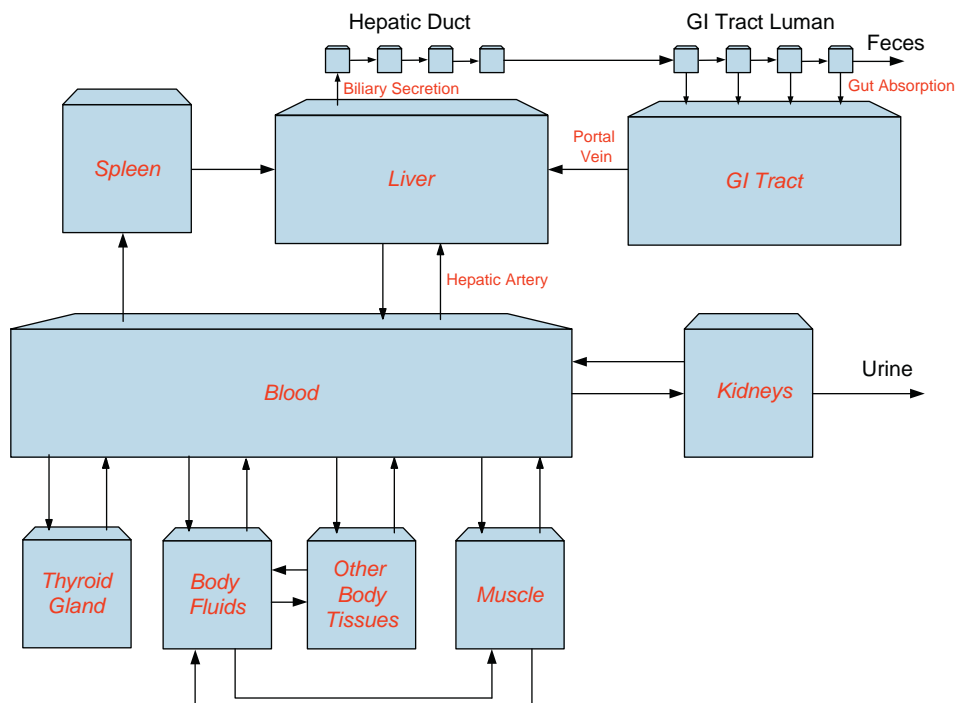 Hepatic Duct
GI Tract Luman
Feces
Biliary Secretion
Gut Absorption
Spleen
Liver
Portal
Vein
GI Tract
Hepatic Artery
Blood
Kidneys
Urine
Thyroid
Gland
Body
Fluids
Other
Body
Tissues
Muscle